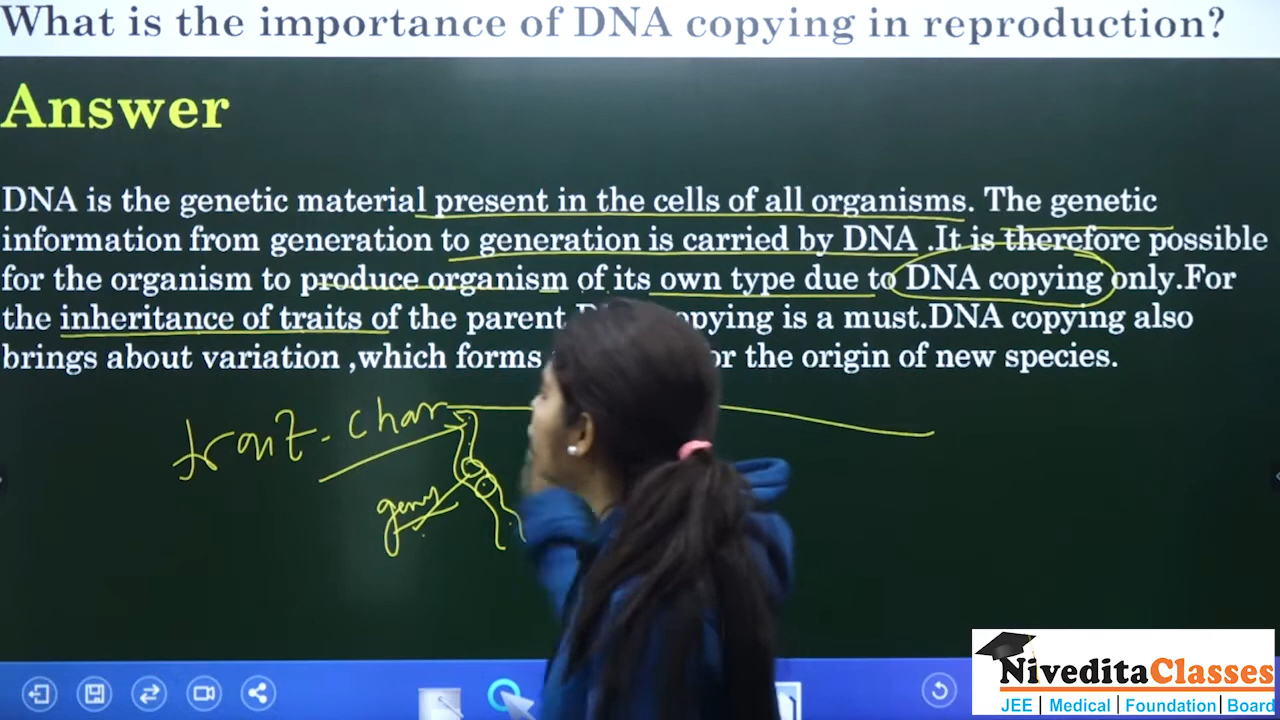 What is the importance of DNA copying in reproduction?
Answer
DNA is the genetic material present in the cells of all organisms. The genetic
information from generation to generation is carried by DNA .It is therefore possible
for the organism to produce organism of its own type due to DNA copying only.For
the inheritance of traits of the parent pying is a must.DNA copying also
brings about variation ,which forms the origin of new species.
trait - char
genes
NiveditaClasses
JEE | Medical | Foundation | Board